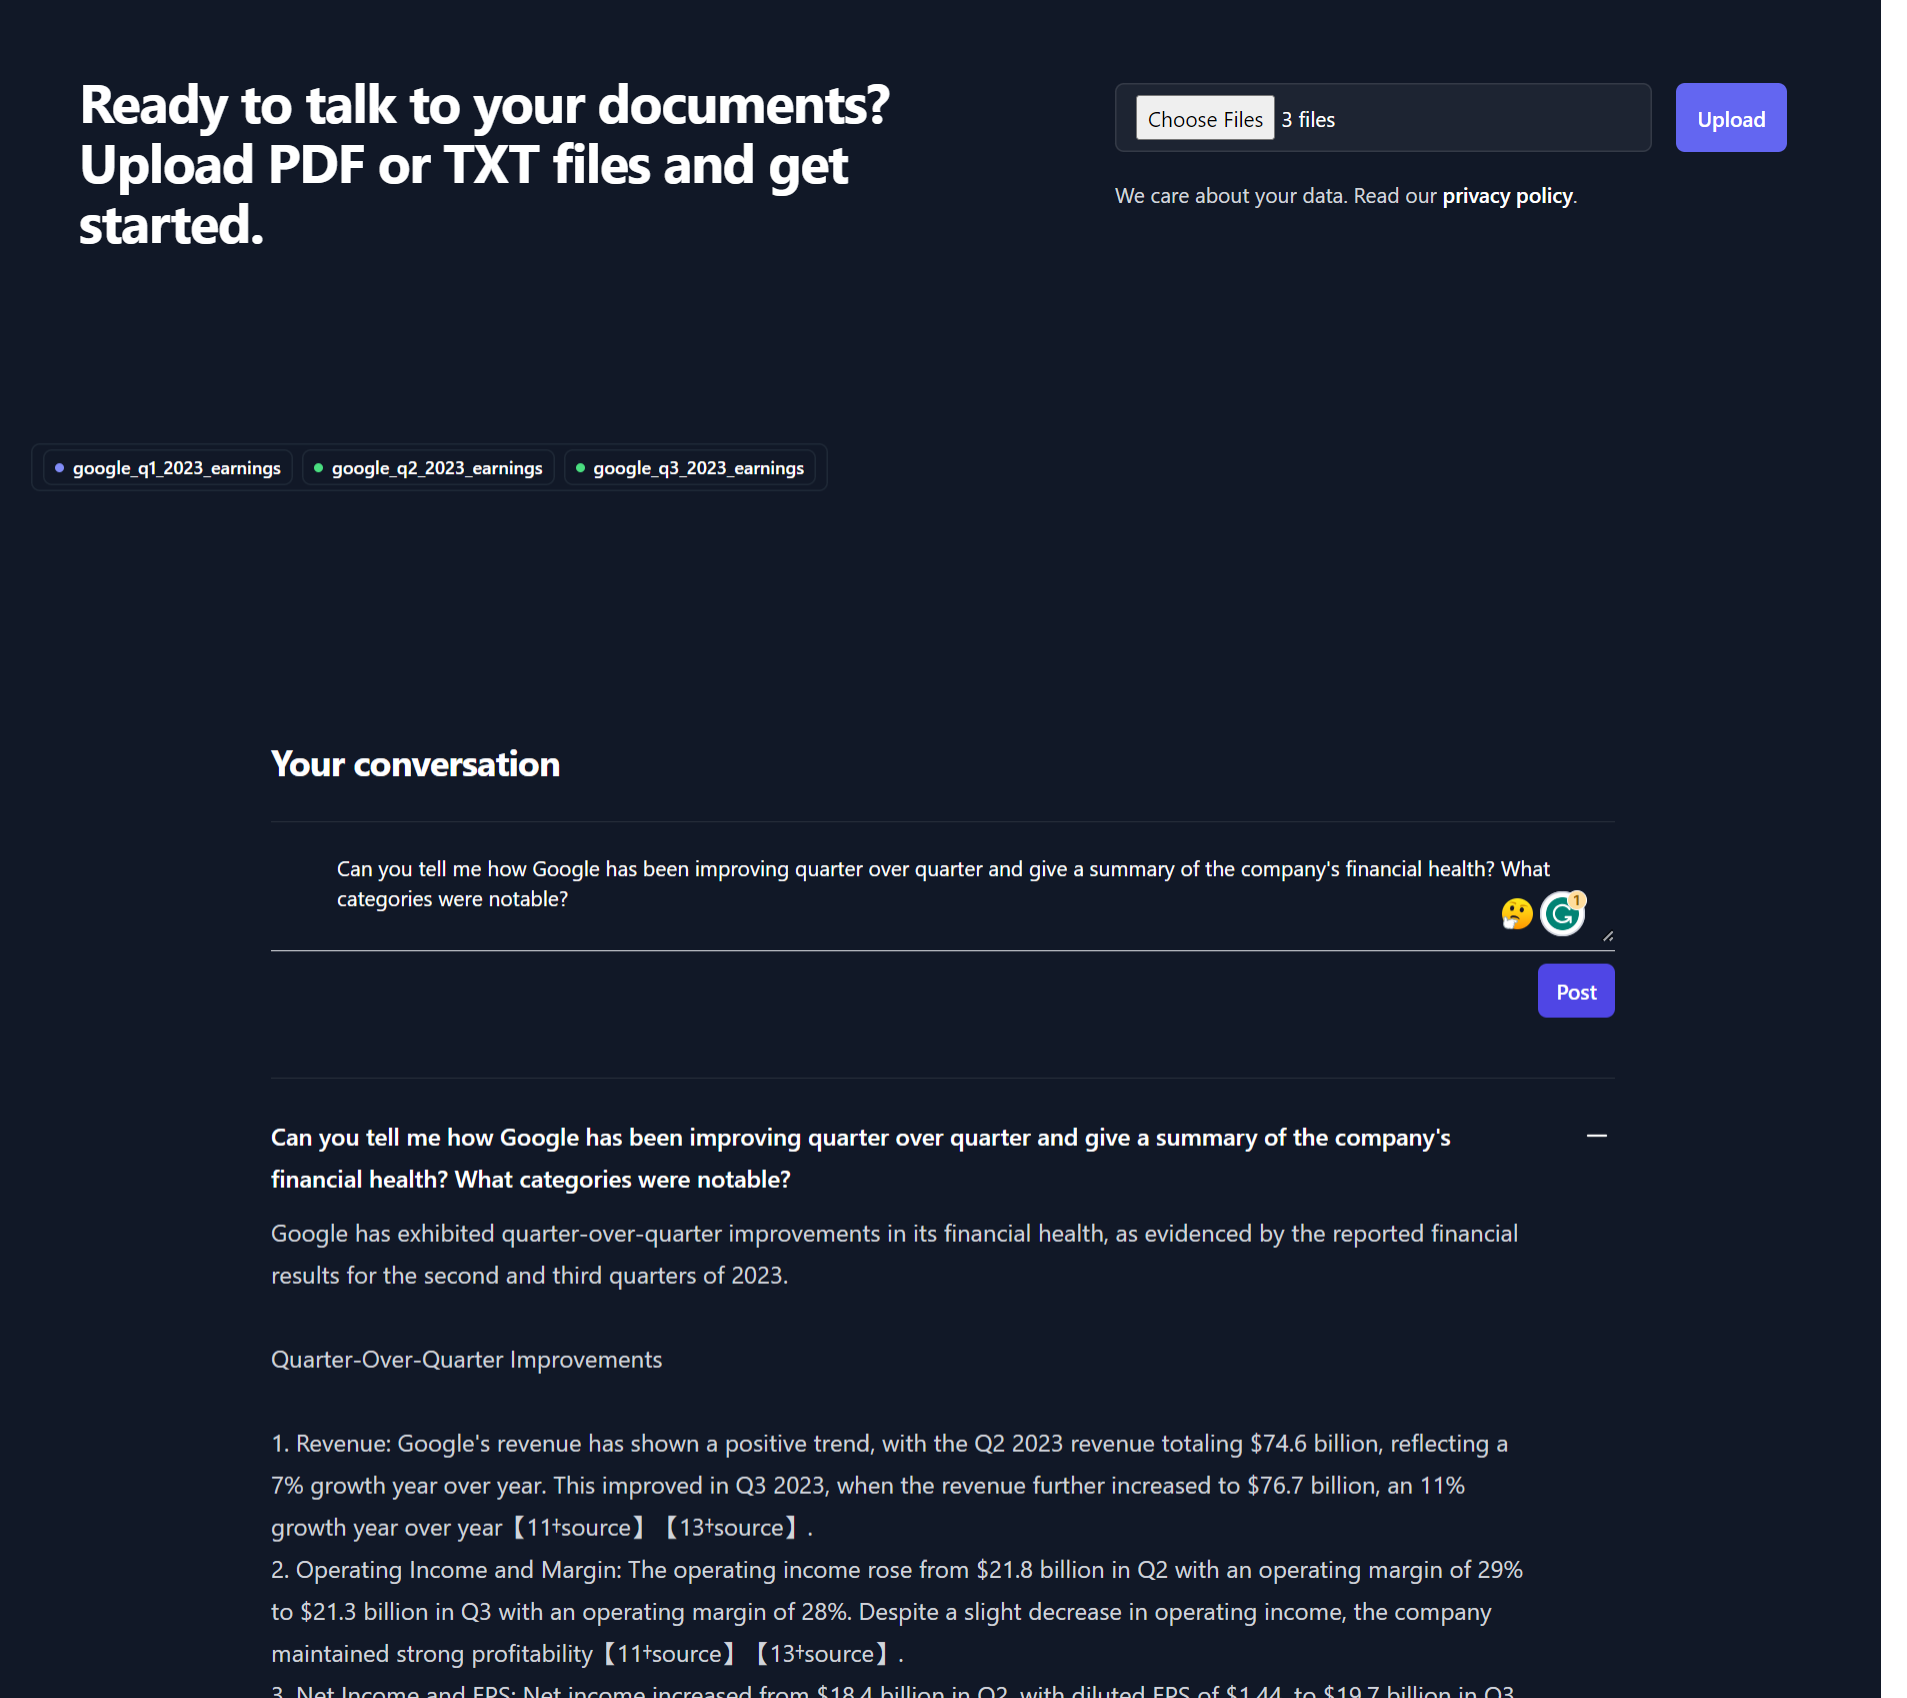 Ready to talk to your documents?
Upload PDF or TXT files and get
started.
Choose Files 3 files
Upload
We care about your data. Read our privacy policy.
google_q1_2023_earnings
google_q2_2023_earnings
google_q3_2023_earnings
Your conversation
Can you tell me how Google has been improving quarter over quarter and give a summary of the company's financial health? What
categories were notable?
1
Post
Can you tell me how Google has been improving quarter over quarter and give a summary of the company's
financial health? What categories were notable?
Google has exhibited quarter-over-quarter improvements in its financial health, as evidenced by the reported financial
results for the second and third quarters of 2023.
Quarter-Over-Quarter Improvements
1. Revenue: Google's revenue has shown a positive trend, with the Q2 2023 revenue totaling $74.6 billion, reflecting a
7% growth year over year. This improved in Q3 2023, when the revenue further increased to $76.7 billion, an 11%
growth year over year【11†source】【13†source】.
2. Operating Income and Margin: The operating income rose from $21.8 billion in Q2 with an operating margin of 29%
to $21.3 billion in Q3 with an operating margin of 28%. Despite a slight decrease in operating income, the company
maintained strong profitability【11†source】【13†source】.
3. Net Income and EPS: Net income increased from $18.4 billion in Q2, with diluted EPS of $1.44, to $19.7 billion in Q3